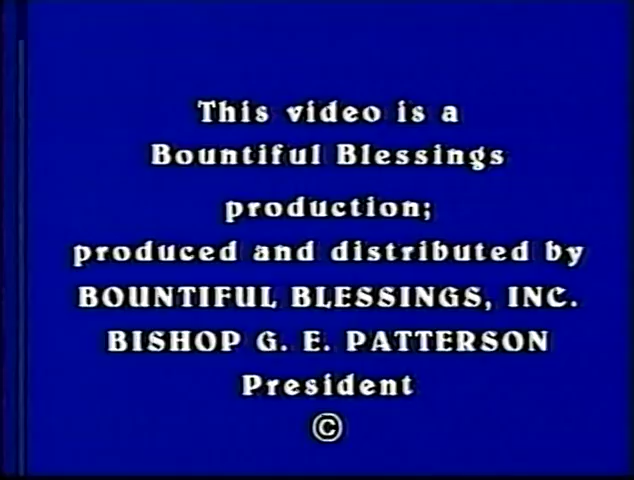 This video is a
Bountiful Blessings
production;
produced and distributed by
BOUNTIFUL BLESSINGS, INC.
BISHOP G. E. PATTERSON
President
©